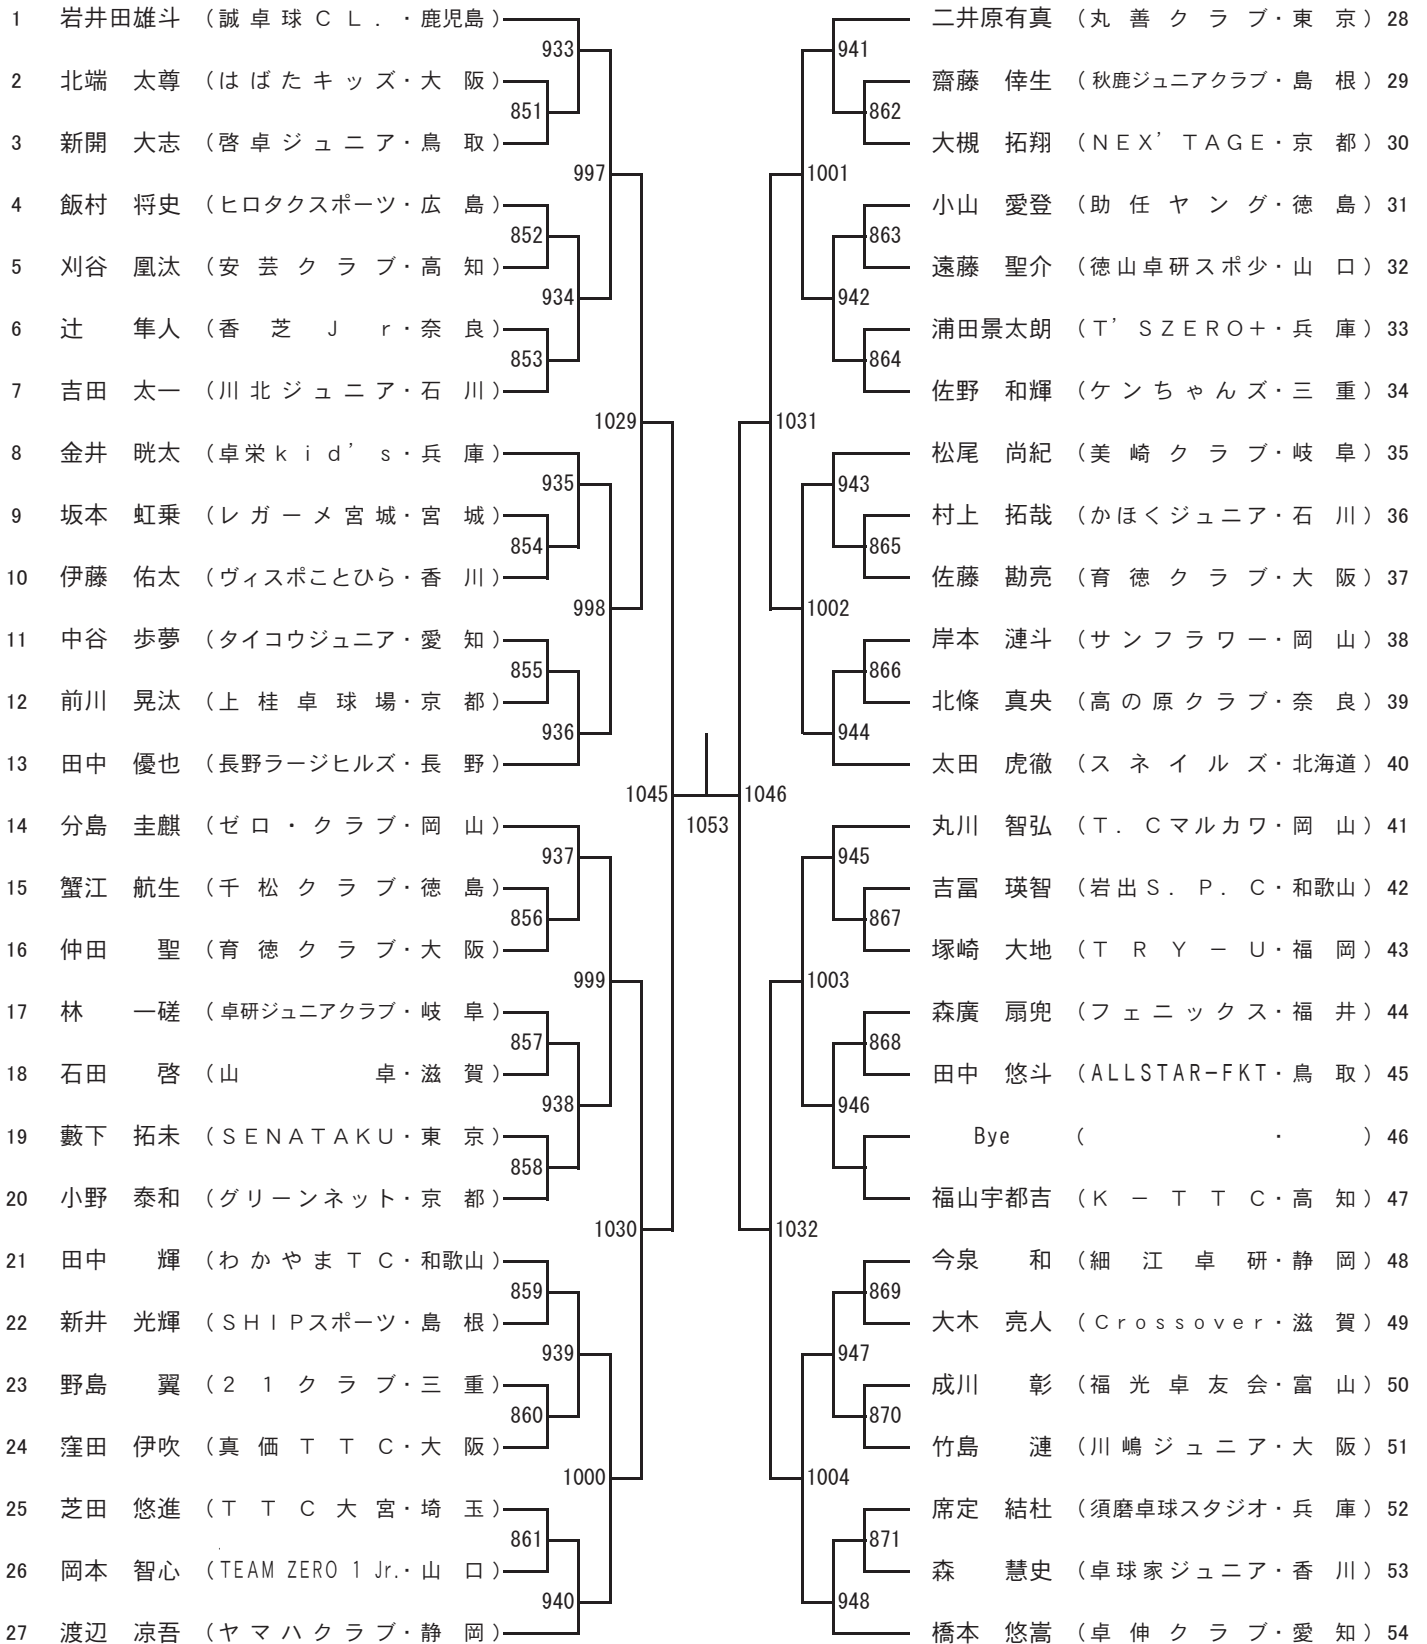 1 岩井田雄斗 （誠卓球ＣＬ．・鹿児島）
933
2 北端　太尊 （はばたキッズ・大　阪）
851
3 新開　大志 （啓卓ジュニア・鳥　取）
997
4 飯村　将史 （ヒロタクスポーツ・広　島）
852
5 刈谷　凰汰 （安芸クラブ・高　知）
934
6 辻　　隼人 （香芝Ｊｒ・奈　良）
853
7 吉田　太一 （川北ジュニア・石　川）
1029
8 金井　晄太 （卓栄ｋｉｄ’ｓ・兵　庫）
935
9 坂本　虹乗 （レガーメ宮城・宮　城）
854
10 伊藤　佑太 （ヴィスポことひら・香　川）
998
11 中谷　歩夢 （タイコウジュニア・愛　知）
855
12 前川　晃汰 （上桂卓球場・京　都）
936
13 田中　優也 （長野ラージヒルズ・長　野）
1045
14 分島　圭麒 （ゼロ・クラブ・岡　山）
937
15 蟹江　航生 （千松クラブ・徳　島）
856
16 仲田　　聖 （育徳クラブ・大　阪）
999
17 林　　一磋 （卓研ジュニアクラブ・岐　阜）
857
18 石田　　啓 （山卓・滋　賀）
938
19 藪下　拓未 （ＳＥＮＡＴＡＫＵ・東　京）
858
20 小野　泰和 （グリーンネット・京　都）
1030
21 田中　　輝 （わかやまＴＣ・和歌山）
859
22 新井　光輝 （ＳＨＩＰスポーツ・島　根）
939
23 野島　　翼 （２１クラブ・三　重）
860
24 窪田　伊吹 （真価ＴＴＣ・大　阪）
1000
25 芝田　悠進 （ＴＴＣ大宮・埼　玉）
861
26 岡本　智心 （TEAM ZERO 1 Jr.・山　口）
940
27 渡辺　凉吾 （ヤマハクラブ・静　岡）
1053
二井原有真 （丸善クラブ・東　京） 28
941
齋藤　倖生 （秋鹿ジュニアクラブ・島　根） 29
862
大槻　拓翔 （ＮＥＸ’ＴＡＧＥ・京　都） 30
1001
小山　愛登 （助任ヤング・徳　島） 31
863
遠藤　聖介 （徳山卓研スポ少・山　口） 32
942
浦田景太朗 （Ｔ’ＳＺＥＲＯ＋・兵　庫） 33
864
佐野　和輝 （ケンちゃんズ・三　重） 34
1031
松尾　尚紀 （美崎クラブ・岐　阜） 35
943
村上　拓哉 （かほくジュニア・石　川） 36
865
佐藤　勘亮 （育徳クラブ・大　阪） 37
1002
岸本　漣斗 （サンフラワー・岡　山） 38
866
北條　真央 （高の原クラブ・奈　良） 39
944
太田　虎徹 （スネイルズ・北海道） 40
1046
丸川　智弘 （Ｔ．Ｃマルカワ・岡　山） 41
945
吉冨　瑛智 （岩出Ｓ．Ｐ．Ｃ・和歌山） 42
867
塚崎　大地 （ＴＲＹ－Ｕ・福　岡） 43
1003
森廣　扇兜 （フェニックス・福　井） 44
868
田中　悠斗 （ALLSTAR-FKT・鳥　取） 45
946
Bye （　・　） 46
福山宇都吉 （Ｋ－ＴＴＣ・高　知） 47
1032
今泉　　和 （細江卓研・静　岡） 48
869
大木　亮人 （Ｃｒｏｓｓｏｖｅｒ・滋　賀） 49
947
成川　　彰 （福光卓友会・富　山） 50
870
竹島　　漣 （川嶋ジュニア・大　阪） 51
1004
席定　結杜 （須磨卓球スタジオ・兵　庫） 52
871
森　　慧史 （卓球家ジュニア・香　川） 53
948
橋本　悠嵩 （卓伸クラブ・愛　知） 54